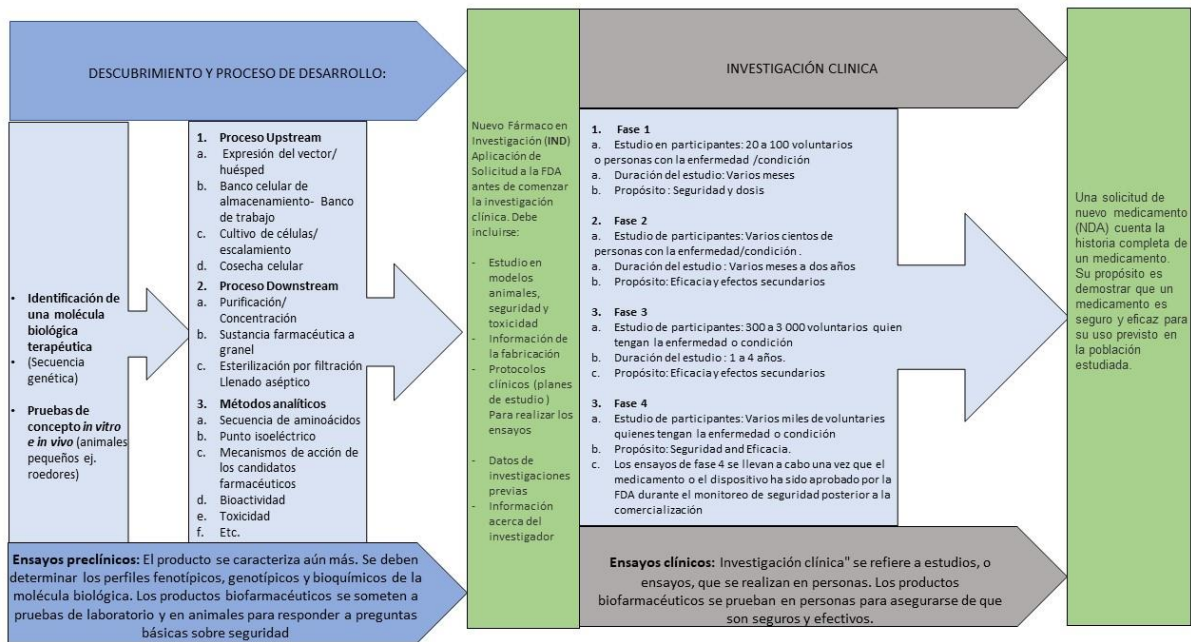 DESCUBRIMIENTO Y PROCESO DE DESARROLLO:
• Identificación de
una molécula
biológica
terapéutica
• (Secuencia
genética)
• Pruebas de
concepto in vitro
e in vivo (animales
pequeños ej.
roedores)
1. Proceso Upstream
a. Expresión del vector/
huésped
b. Banco celular de
almacenamiento- Banco
de trabajo
c. Cultivo de células/
escalamiento
d. Cosecha celular
2. Proceso Downstream
a. Purificación/
Concentración
b. Sustancia farmacéutica a
granel
c. Esterilización por filtración
Llenado aséptico
3. Métodos analíticos
a. Secuencia de aminoácidos
b. Punto isoeléctrico
c. Mecanismos de acción de
los candidatos
farmacéuticos
d. Bioactividad
e. Toxicidad
f. Etc.
Ensayos preclínicos: El producto se caracteriza aún más. Se deben
determinar los perfiles fenotípicos, genotípicos y bioquímicos de la
molécula biológica. Los productos biofarmacéuticos se someten a
pruebas de laboratorio y en animales para responder a preguntas
básicas sobre seguridad
Nuevo Fármaco en
Investigación (IND)
Aplicación de
Solicitud a la FDA
antes de comenzar
la investigación
clínica. Debe
incluirse:
- Estudio en
modelos
animales,
seguridad y
toxicidad
- Información de
la fabricación
- Protocolos
clínicos (planes
de estudio )
Para realizar los
ensayos
- Datos de
investigaciones
previas
- Información
acerca del
investigador
INVESTIGACIÓN CLINICA
1. Fase 1
a. Estudio en participantes: 20 a 100 voluntarios
o personas con la enfermedad /condición
a. Duración del estudio: Varios meses
b. Propósito : Seguridad y dosis
2. Fase 2
a. Estudio de participantes: Varios cientos de
personas con la enfermedad/condición .
a. Duración del estudio : Varios meses a dos años
b. Propósito: Eficacia y efectos secundarios
3. Fase 3
a. Estudio de participantes: 300 a 3 000 voluntarios quien
tengan la enfermedad o condición
b. Duración del estudio : 1 a 4 años.
c. Propósito: Eficacia y efectos secundarios
3. Fase 4
a. Estudio de participantes: Varios miles de voluntaries
quienes tengan la enfermedad o condición
b. Propósito: Seguridad and Eficacia.
c. Los ensayos de fase 4 se llevan a cabo una vez que el
medicamento o el dispositivo ha sido aprobado por la
FDA durante el monitoreo de seguridad posterior a la
comercialización
Ensayos clínicos: Investigación clínica" se refiere a estudios, o
ensayos, que se realizan en personas. Los productos
biofarmacéuticos se prueban en personas para asegurarse de que
son seguros y efectivos.
Una solicitud de
nuevo medicamento
(NDA) cuenta la
historia completa de
un medicamento.
Su propósito es
demostrar que un
medicamento es
seguro y eficaz para
su uso previsto en
la población
estudiada.